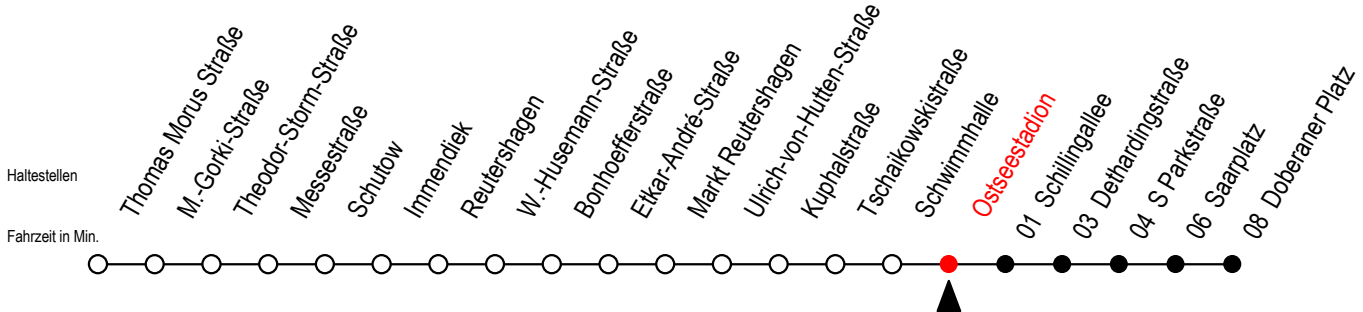 Haltestellen
Fahrzeit in Min.
Thomas Morus Straße
M.-Gorki-Straße
Theodor-Storm-Straße
Messestraße
Schutow
Immendiek
Reutershagen
W.-Husemann-Straße
Bonhoefferstraße
Etkar-André-Straße
Markt Reutershagen
Ulrich-von-Hutten-Straße
Kuphalstraße
Tschaikowskistraße
Schwimmhalle
Ostseestadion
01 Schillingallee
03 Dethardingstraße
04 S Parkstraße
06 Saarplatz
08 Doberaner Platz